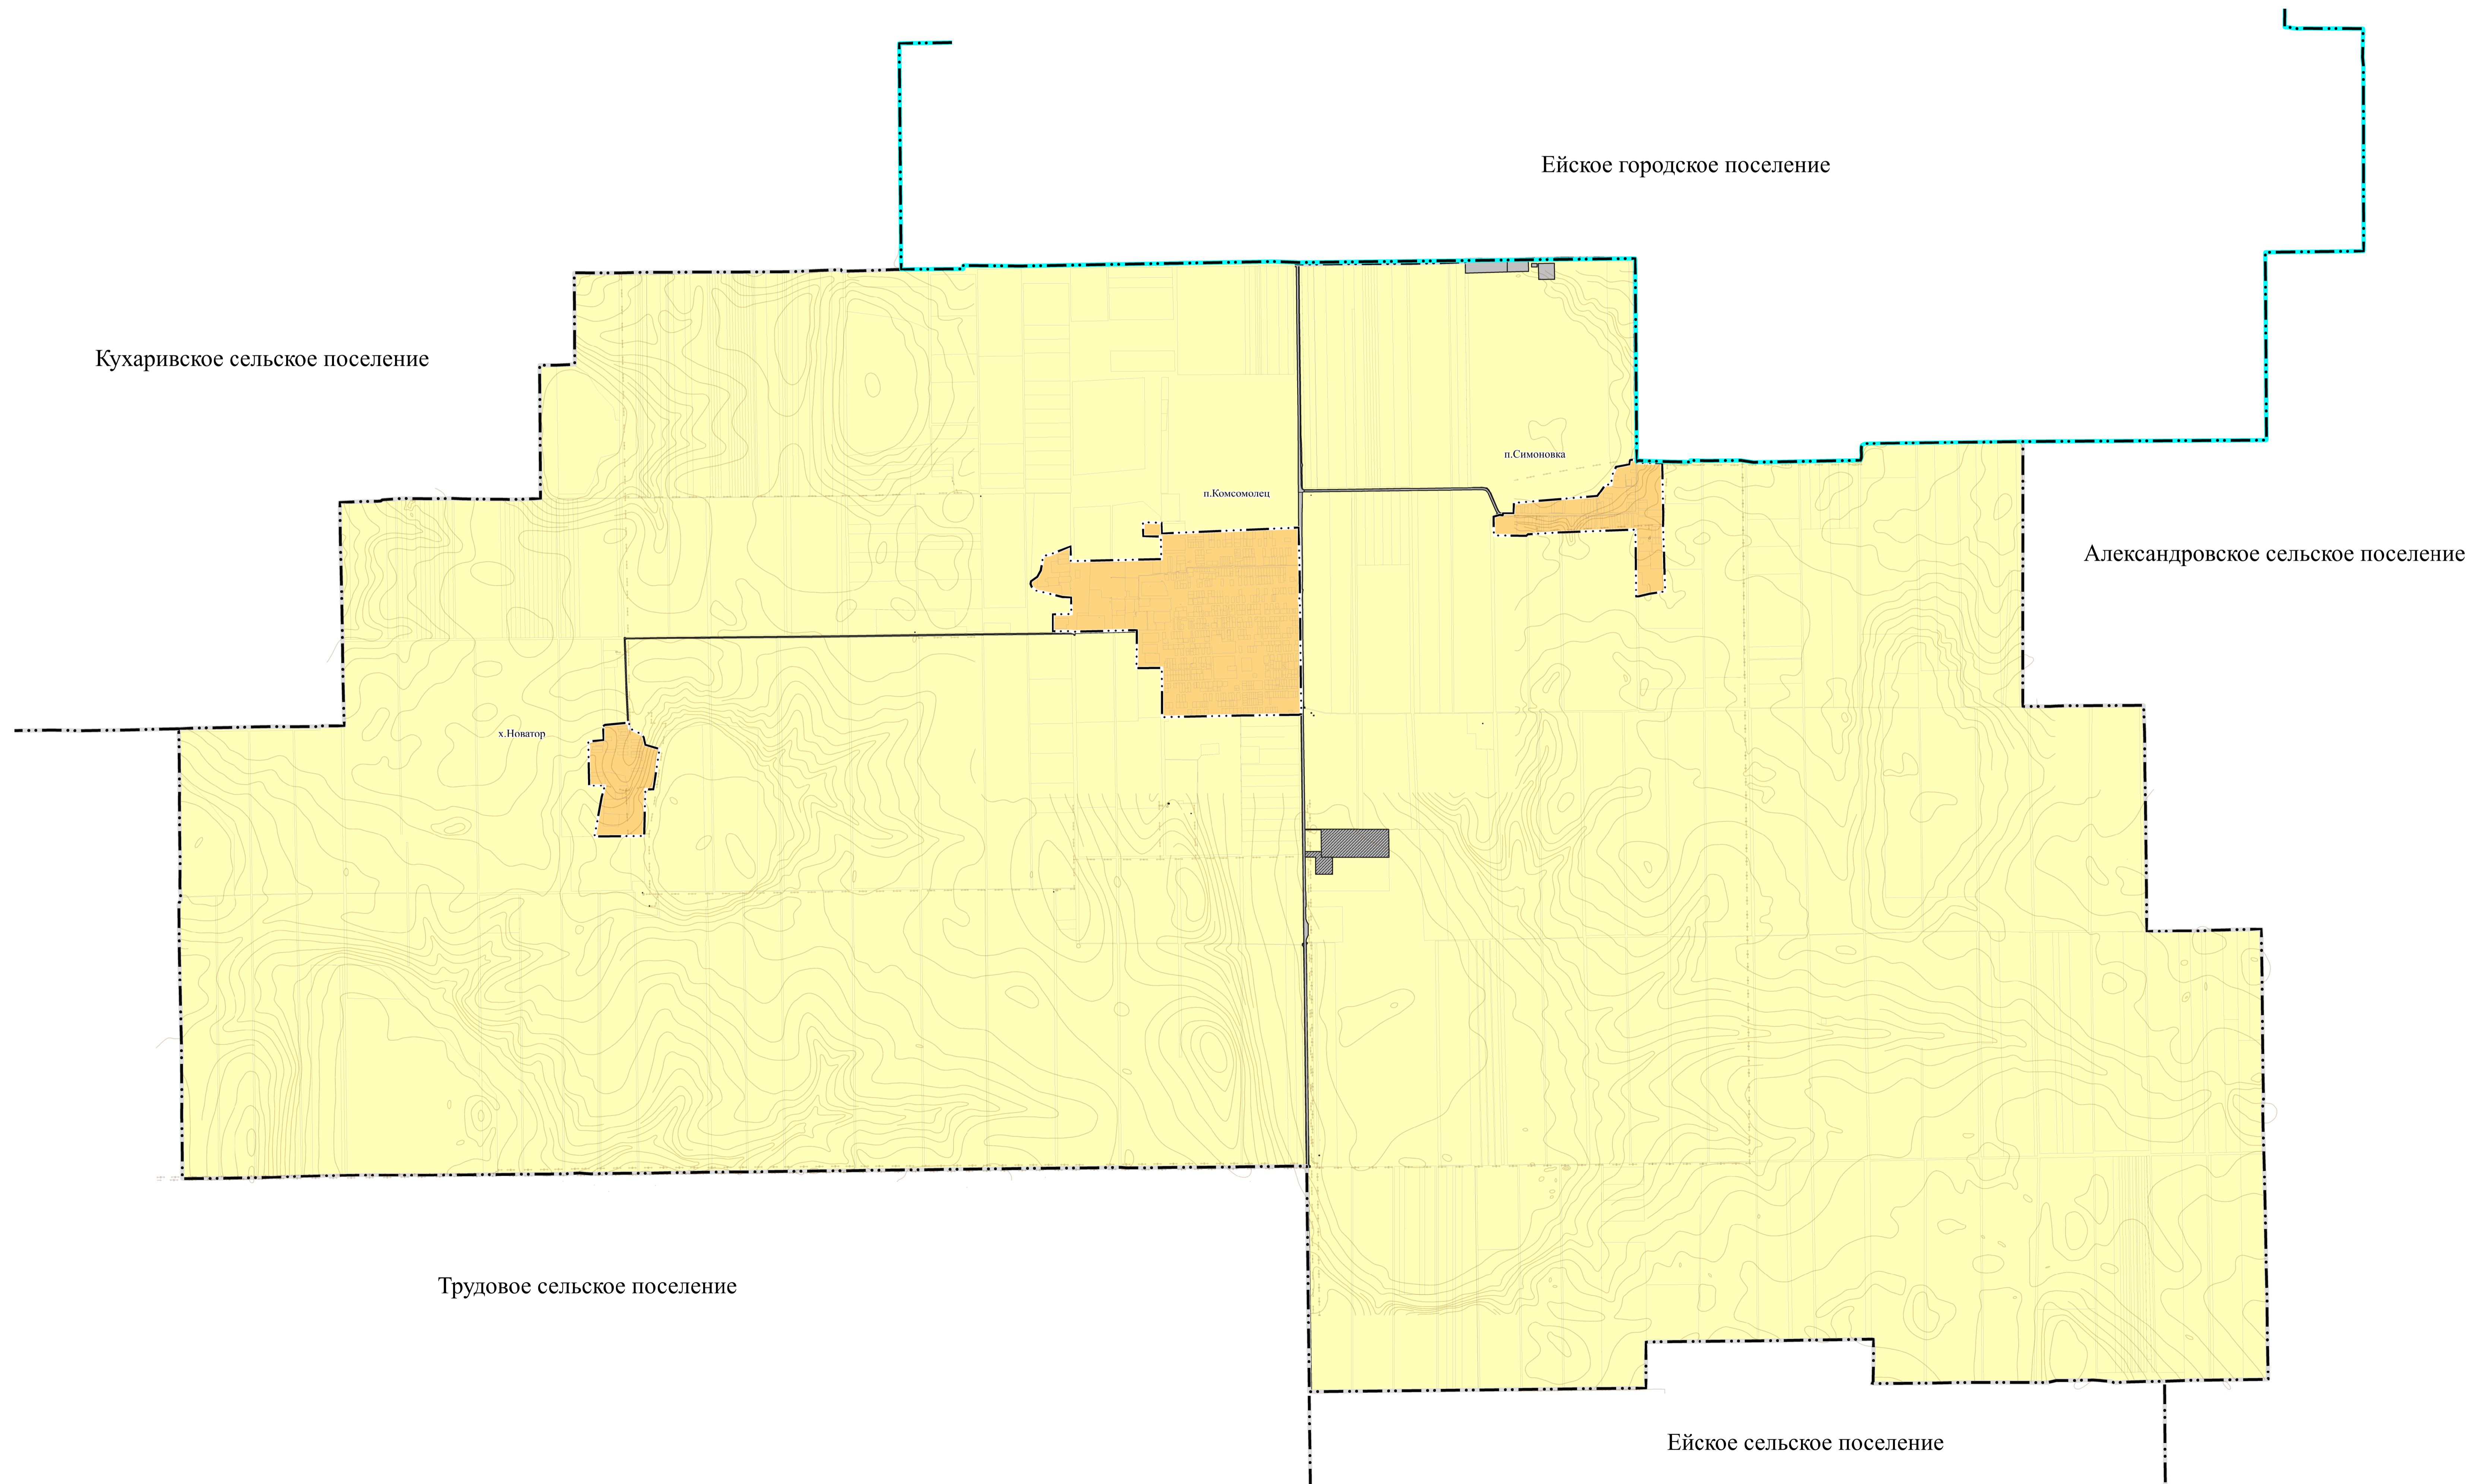 Ейское городское поселение
Кухаривское сельское поселение
п.Симоновка
п.Комсомолец
Александровское сельское поселение
х.Новатор
Трудовое сельское поселение
Ейское сельское поселение